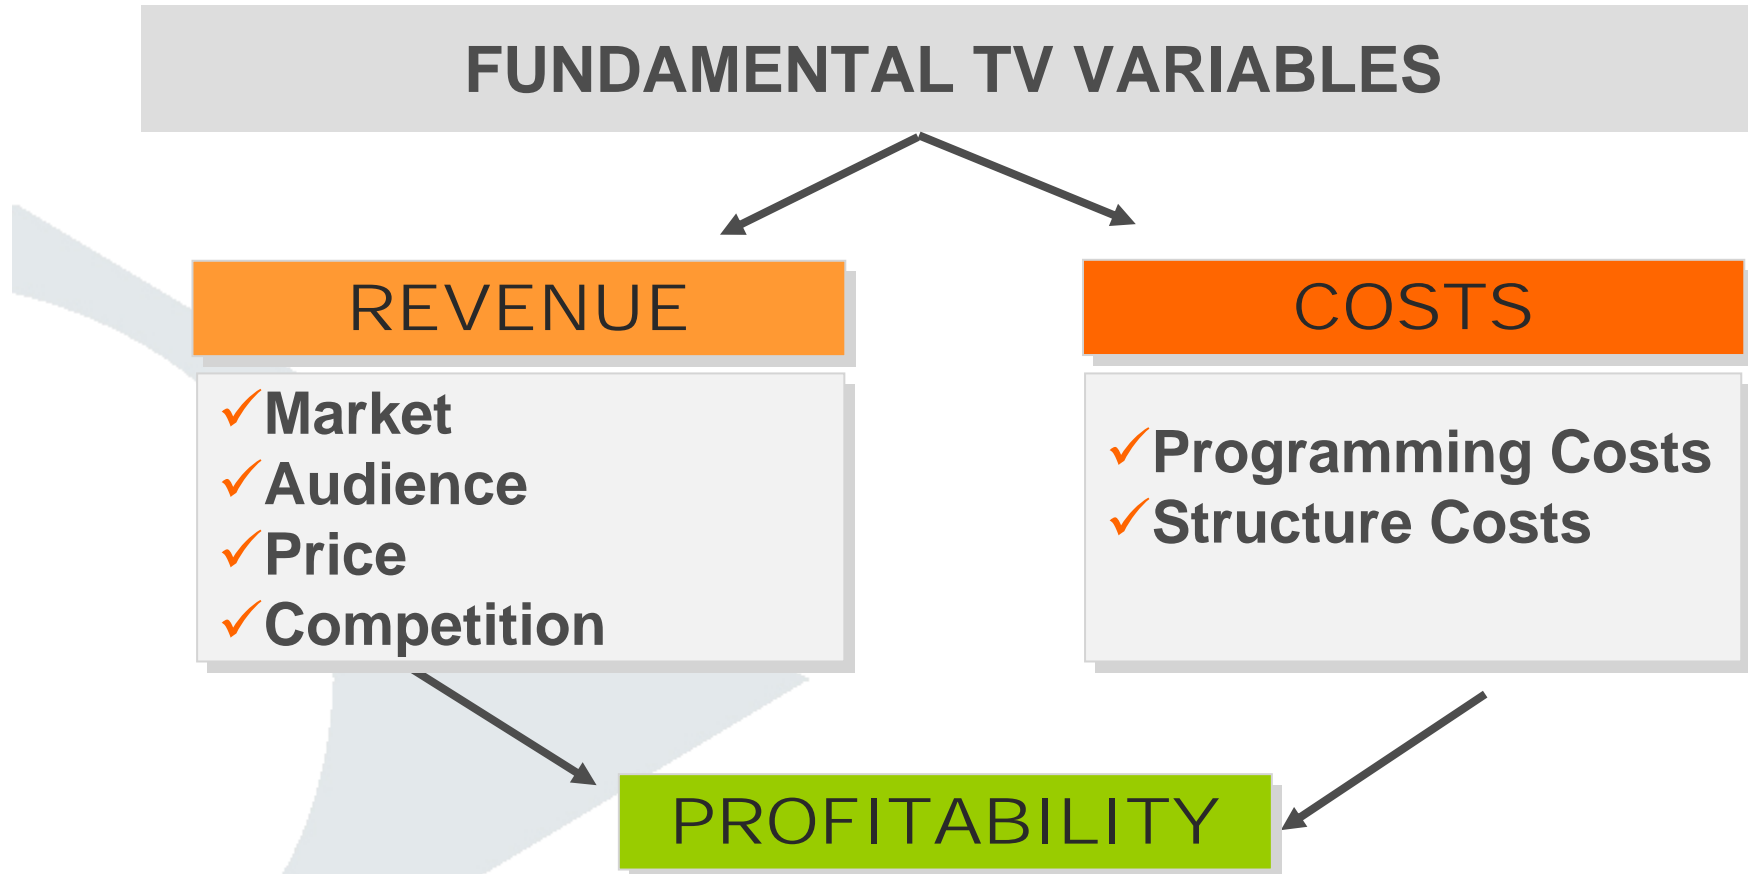 FUNDAMENTAL TV VARIABLES
REVENUE
✓Market
✓Audience
✓Price
✓Competition
COSTS
✓Programming Costs
✓Structure Costs
PROFITABILITY